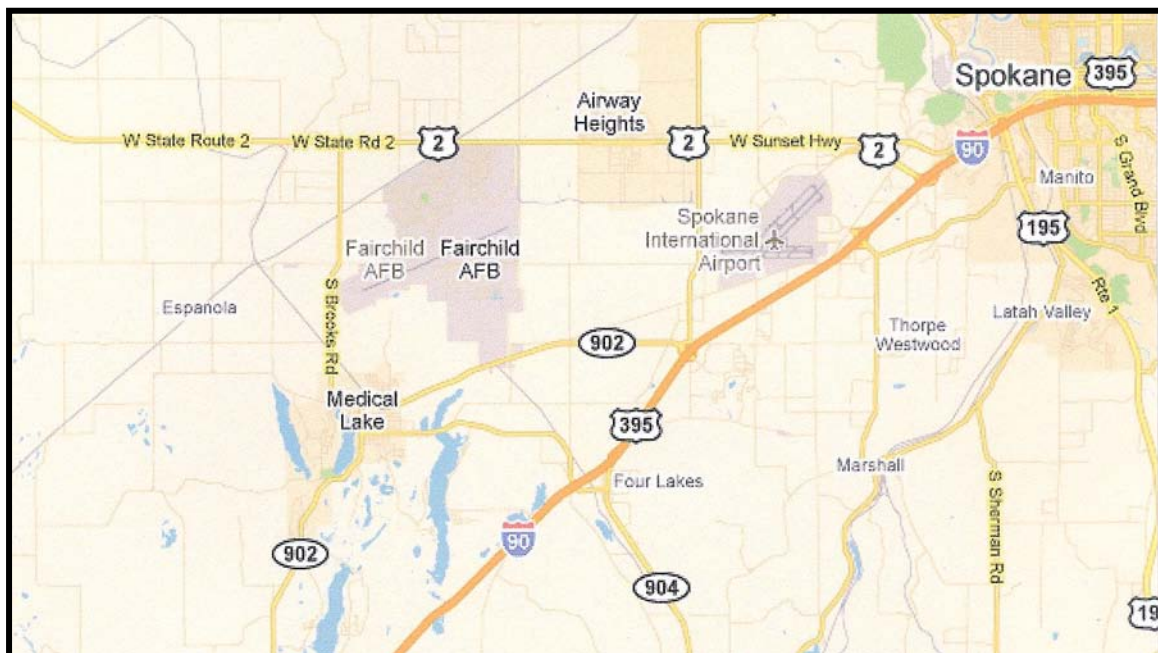 Spokane
395
Airway
Heights
W State Route 2
W State Rd 2
2
2
W Sunset Hwy
2
90
S Grand Blvd
Manito
195
Spokane
International
Airport
Fairchild
AFB
Fairchild
AFB
Espanola
S Brooks Rd
Rte 1
Latah Valley
Thorpe
Westwood
902
Medical
Lake
395
Marshall
Four Lakes
S Sherman Rd
90
902
904
19